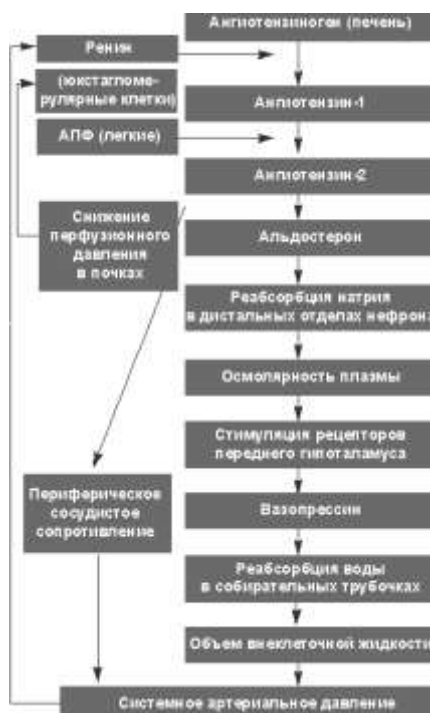 Ангиотензиноген (печень)
Ренин
(юкстагломе-
рулярные клетки)
Ангиотензин-1
АПФ (легкие)
Ангиотензин-2
Снижение
перфузионного
давления
в почках
Альдостерон
Реабсорбция натрия
в дистальных отделах нефрона
Осмолярность плазмы
Стимуляция рецепторов
переднего гипоталамуса
Периферическое
сосудистое
сопротивление
Вазопрессин
Реабсорбция воды
в собирательных трубочках
Объем внеклеточной жидкости
Системное артериальное давление